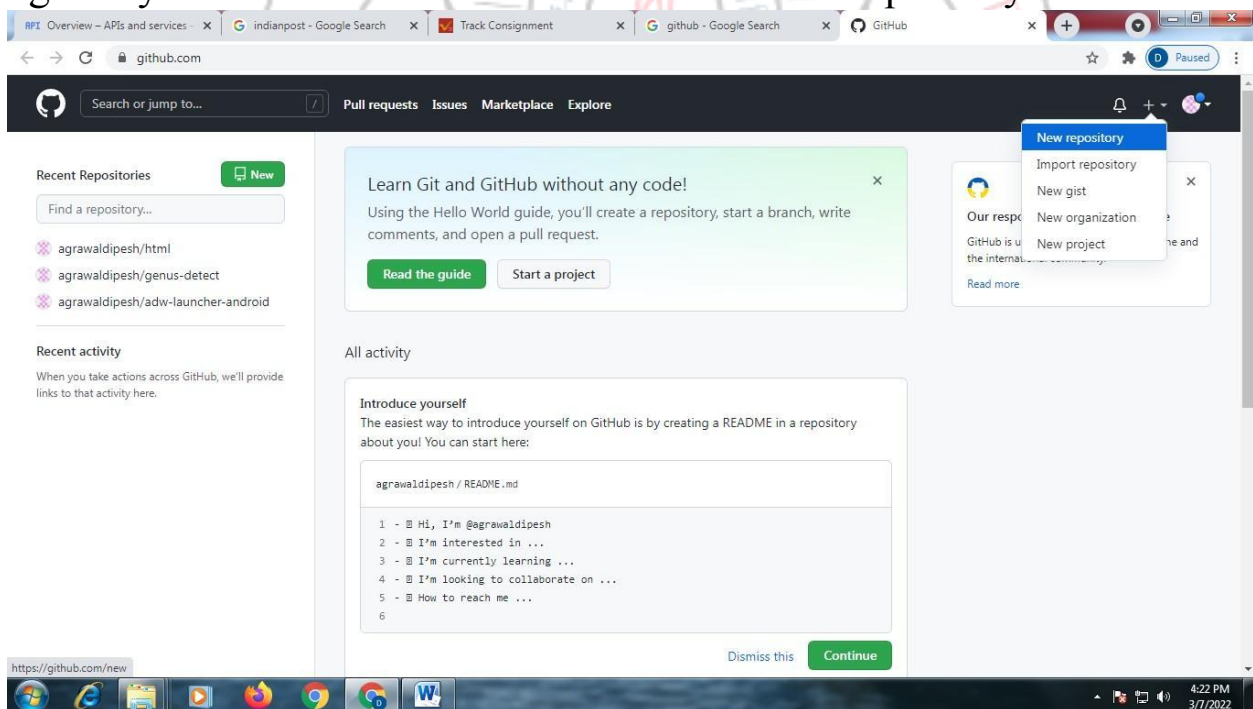 Overview – APIs and services -
indianpost - Google Search
Track Consignment
github - Google Search
GitHub
github.com
D Paused
Search or jump to...
/
Pull requests Issues Marketplace Explore
New repository
Import repository
New gist
New organization
New project
Recent Repositories
New
Find a repository...
agrawaldipesh/html
agrawaldipesh/genus-detect
agrawaldipesh/adw-launcher-android
Recent activity
When you take actions across GitHub, we'll provide
links to that activity here.
Learn Git and GitHub without any code!
Using the Hello World guide, you'll create a repository, start a branch, write
comments, and open a pull request.
Read the guide
Start a project
All activity
Introduce yourself
The easiest way to introduce yourself on GitHub is by creating a README in a repository
about you! You can start here:
agrawaldipesh / README.md
1 - Hi, I'm @agrawaldipesh
2 - I'm interested in ...
3 - I'm currently learning ...
4 - I'm looking to collaborate on ...
5 - How to reach me ...
6
Dismiss this
Continue
Our
GitHub is
the
and
Read more
https://github.com/new
4:22 PM
3/7/2022